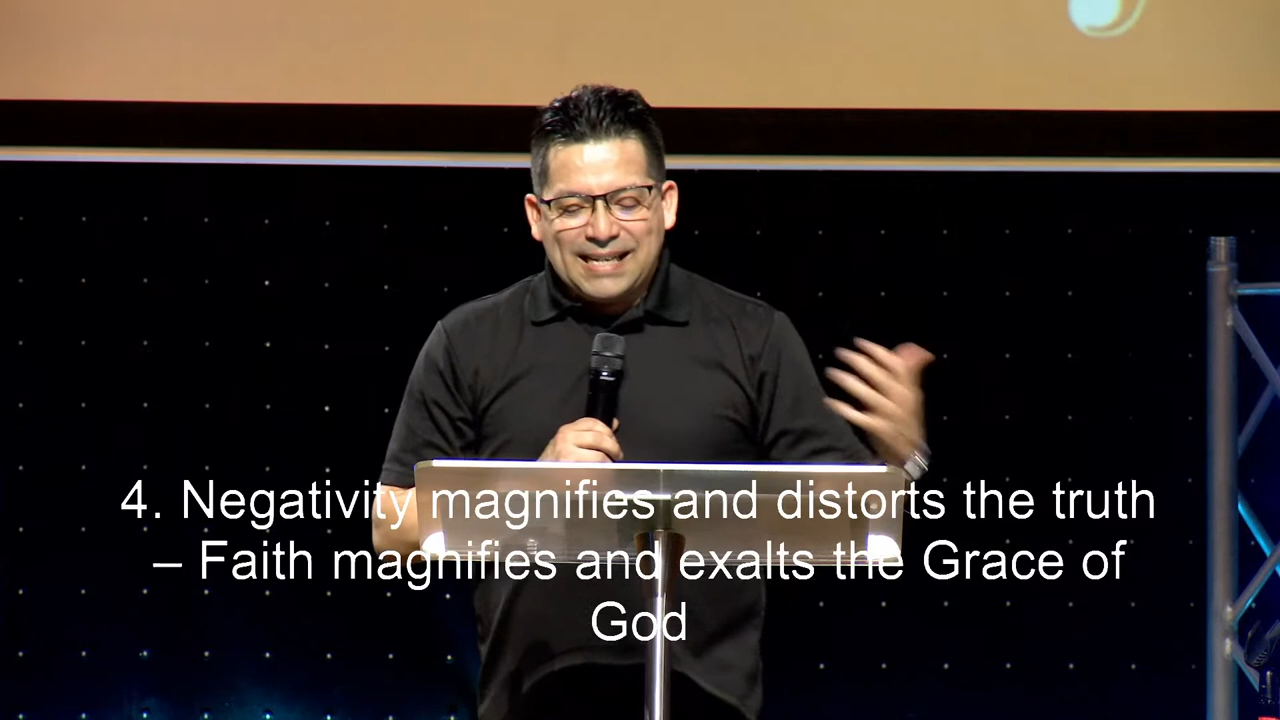 4. Negativity magnifies and distorts the truth
– Faith magnifies and exalts the Grace of
God